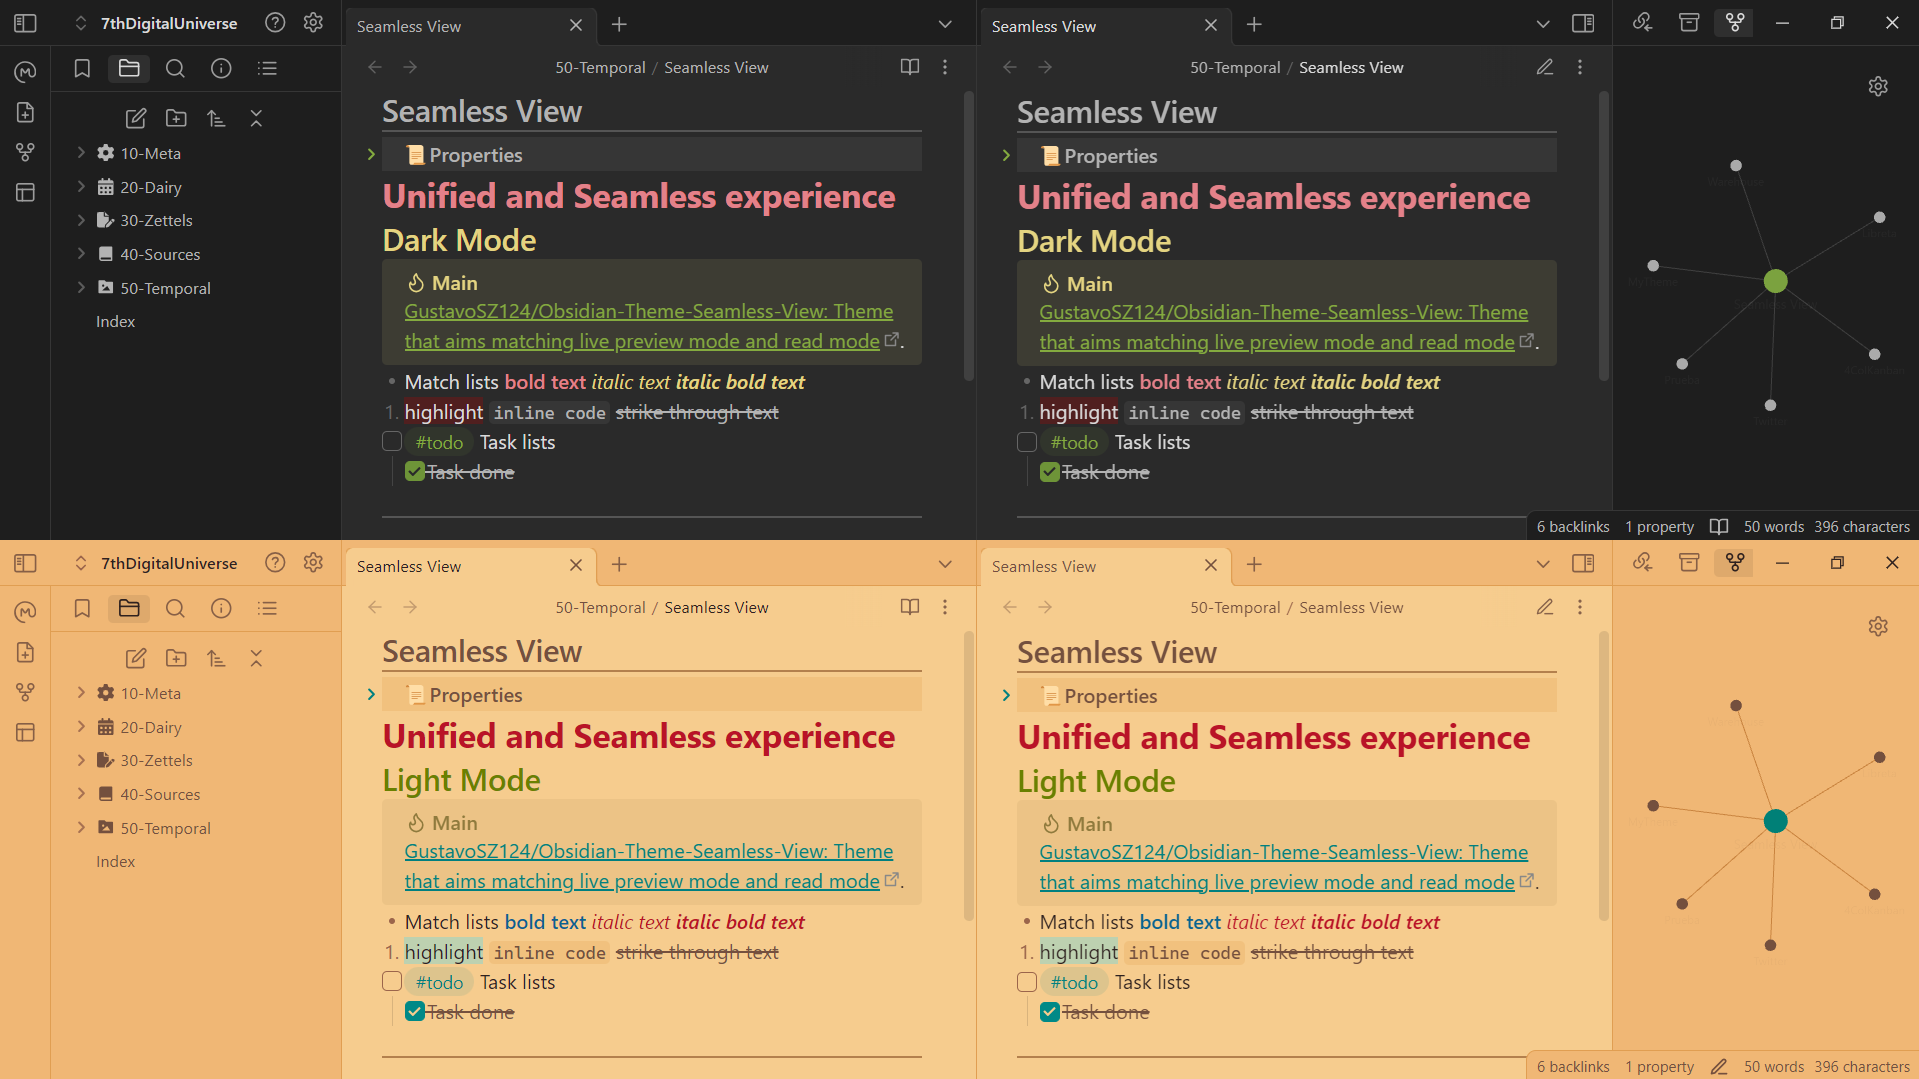 7thDigitalUniverse
Seamless View
Seamless View
50-Temporal / Seamless View
50-Temporal / Seamless View
10-Meta
20-Dairy
30-Zettels
40-Sources
50-Temporal
Index
Seamless View
Properties
Unified and Seamless experience
Dark Mode
Main
GustavoSZ124/Obsidian-Theme-Seamless-View: Theme
that aims matching live preview mode and read mode.
• Match lists bold text italic text italic bold text
1. highlight inline code strike through text
#todo Task lists
Task done
Seamless View
Properties
Unified and Seamless experience
Dark Mode
Main
GustavoSZ124/Obsidian-Theme-Seamless-View: Theme
that aims matching live preview mode and read mode.
• Match lists bold text italic text italic bold text
1. highlight inline code strike through text
#todo Task lists
Task done
6 backlinks 1 property 50 words 396 characters
7thDigitalUniverse
Seamless View
Seamless View
50-Temporal / Seamless View
50-Temporal / Seamless View
10-Meta
20-Dairy
30-Zettels
40-Sources
50-Temporal
Index
Seamless View
Properties
Unified and Seamless experience
Light Mode
Main
GustavoSZ124/Obsidian-Theme-Seamless-View: Theme
that aims matching live preview mode and read mode.
• Match lists bold text italic text italic bold text
1. highlight inline code strike through text
#todo Task lists
Task done
Seamless View
Properties
Unified and Seamless experience
Light Mode
Main
GustavoSZ124/Obsidian-Theme-Seamless-View: Theme
that aims matching live preview mode and read mode.
• Match lists bold text italic text italic bold text
1. highlight inline code strike through text
#todo Task lists
Task done
6 backlinks 1 property 50 words 396 characters